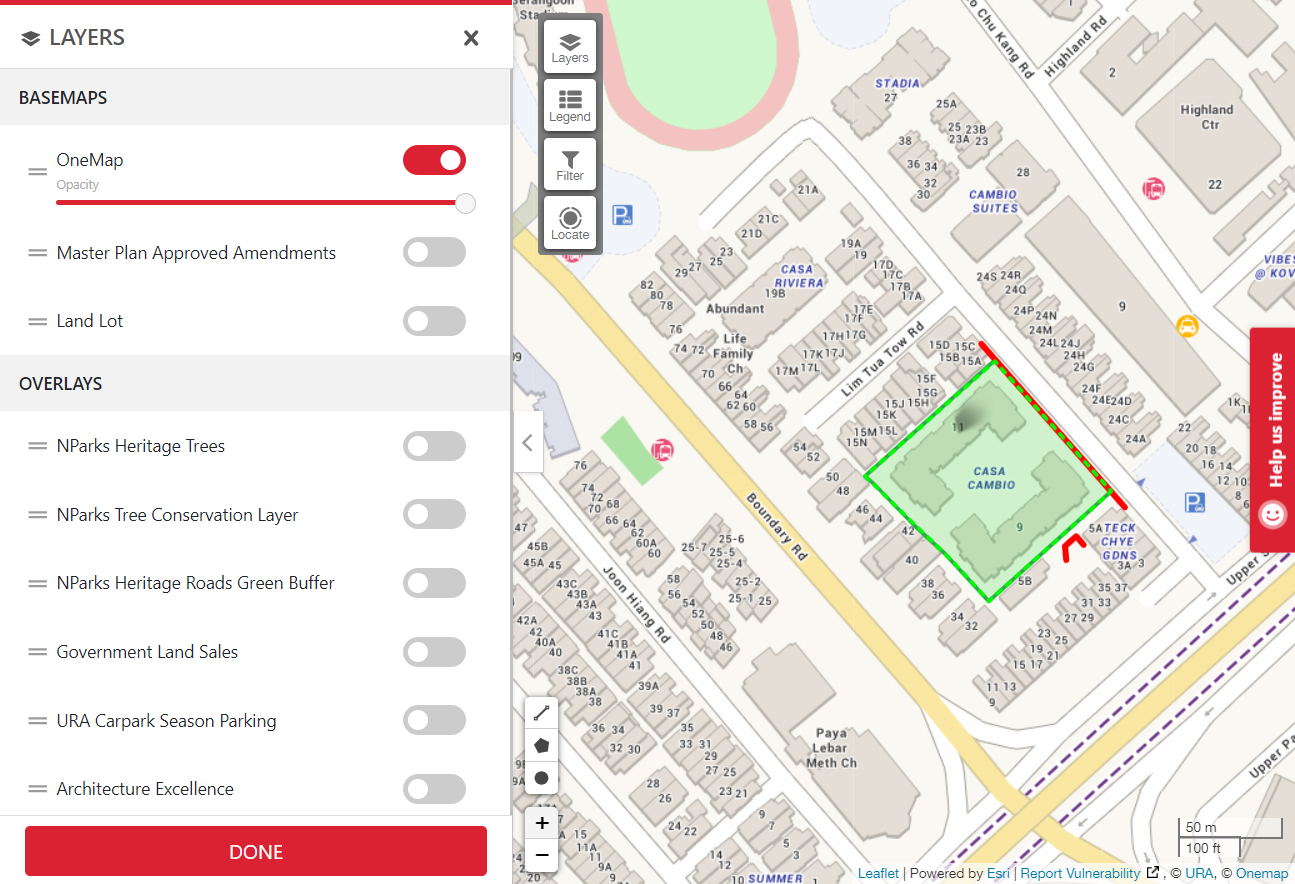 LAYERS
BASEMAPS
OneMap
Opacity
Master Plan Approved Amendments
Land Lot
OVERLAYS
NParks Heritage Trees
NParks Tree Conservation Layer
NParks Heritage Roads Green Buffer
Government Land Sales
URA Carpark Season Parking
Architecture Excellence
DONE
Layers
Legend
Filter
Locate
Stadium
Chu Kang Rd
Highland Rd
2
STADIA
27
25A
25 23B
23A 23
38
36 34
32
30
28
CAMBIO
SUITES
Highland
Ctr
22
VIBES
@ KOV
21A
21C
21D
23
25
29 27
19A
19
17D
17C
17B
17A
CASA
RIVIERA
19B
82
80
78
76
74 72
70
66
64
62 60
58 56
Abundant
Life
Family
Ch
17E
17F
17H 17G
17K 17J
17M 17L
Lim Tua Tow Rd
24S 24R
24Q
24P 24N
24M
24L 24J
24H
24G
24F
24E 24D
24C
24A
9
15D 15C
15B 15A
15F
15G
15J 15H
15K
15M 15L
15N
54
52
50
48
46
44
42
40
38
36
34
32
11
CASA
CAMBIO
9
5A TECK
CHYE
GDNS
3A 3
5B
35 37
31 33
27 29
23 25
19 21
15 17
11 13
9
1K
22
20 18
16 14
12 10
8
6
Help us improve
Boundary Rd
Joon Hiang Rd
76
74
72
70 68
66 64
62
60A
60
58
56
54
52
50
48
46
25-7
25-6
25-5
25-4
25-2
25-1 25
47
45B
45A 45
43C
43B
43A
43
42A
42
40A
40
41C
41B
41A
41
38C
38B
38A
38
39A
39 37
35
33 31
29
27 25
23 21
36 34
32 30
28
26
24 22
Paya
Lebar
Meth Ch
9
7
5
3
14
12
10
SUMMER
15
11A
11
9A
9
20
Upper
Upper Pa
50 m
100 ft
Leaflet | Powered by Esri | Report Vulnerability , © URA, © Onemap